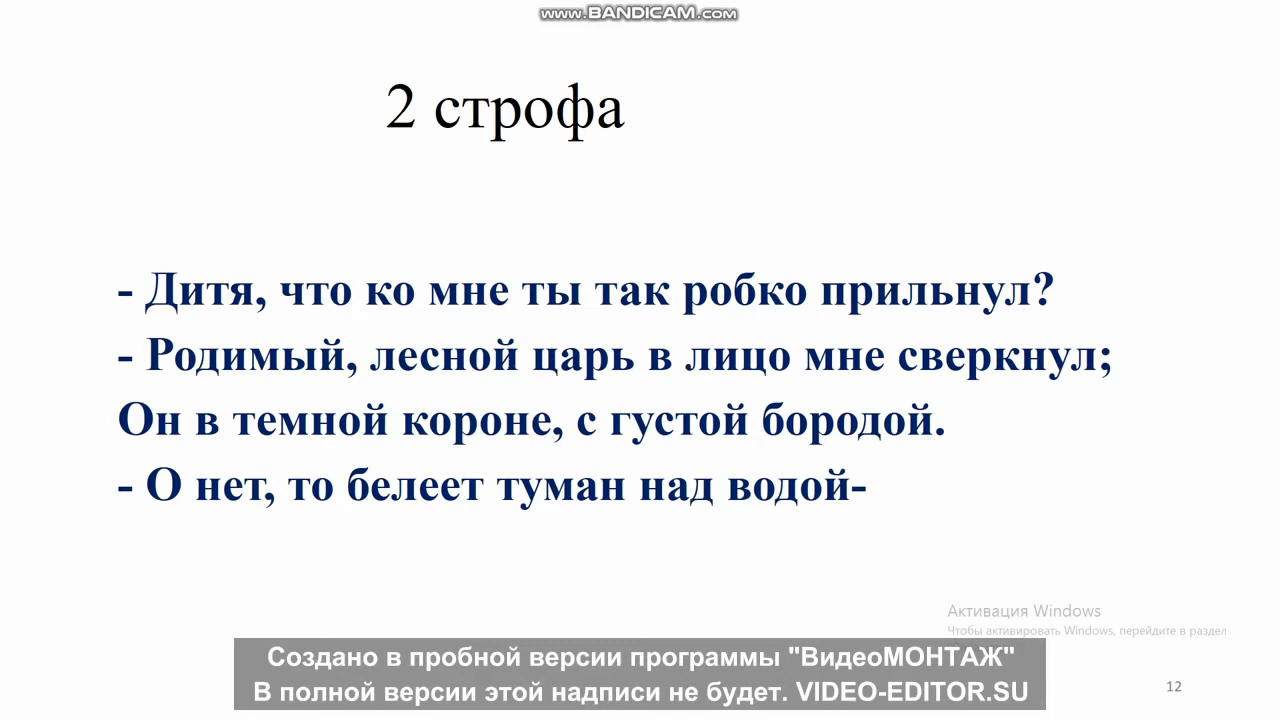 www.BANDICAM.com
2 строфа
- Дитя, что ко мне ты так робко прильнул?
- Родимый, лесной царь в лицо мне сверкнул;
Он в темной короне, с густой бородой.
- О нет, то белеет туман над водой-
Активация Windows
Чтобы активировать Windows, перейдите в раздел
Создано в пробной версии программы "ВидеоМОНТАЖ"
В полной версии этой надписи не будет. VIDEO-EDITOR.SU
12